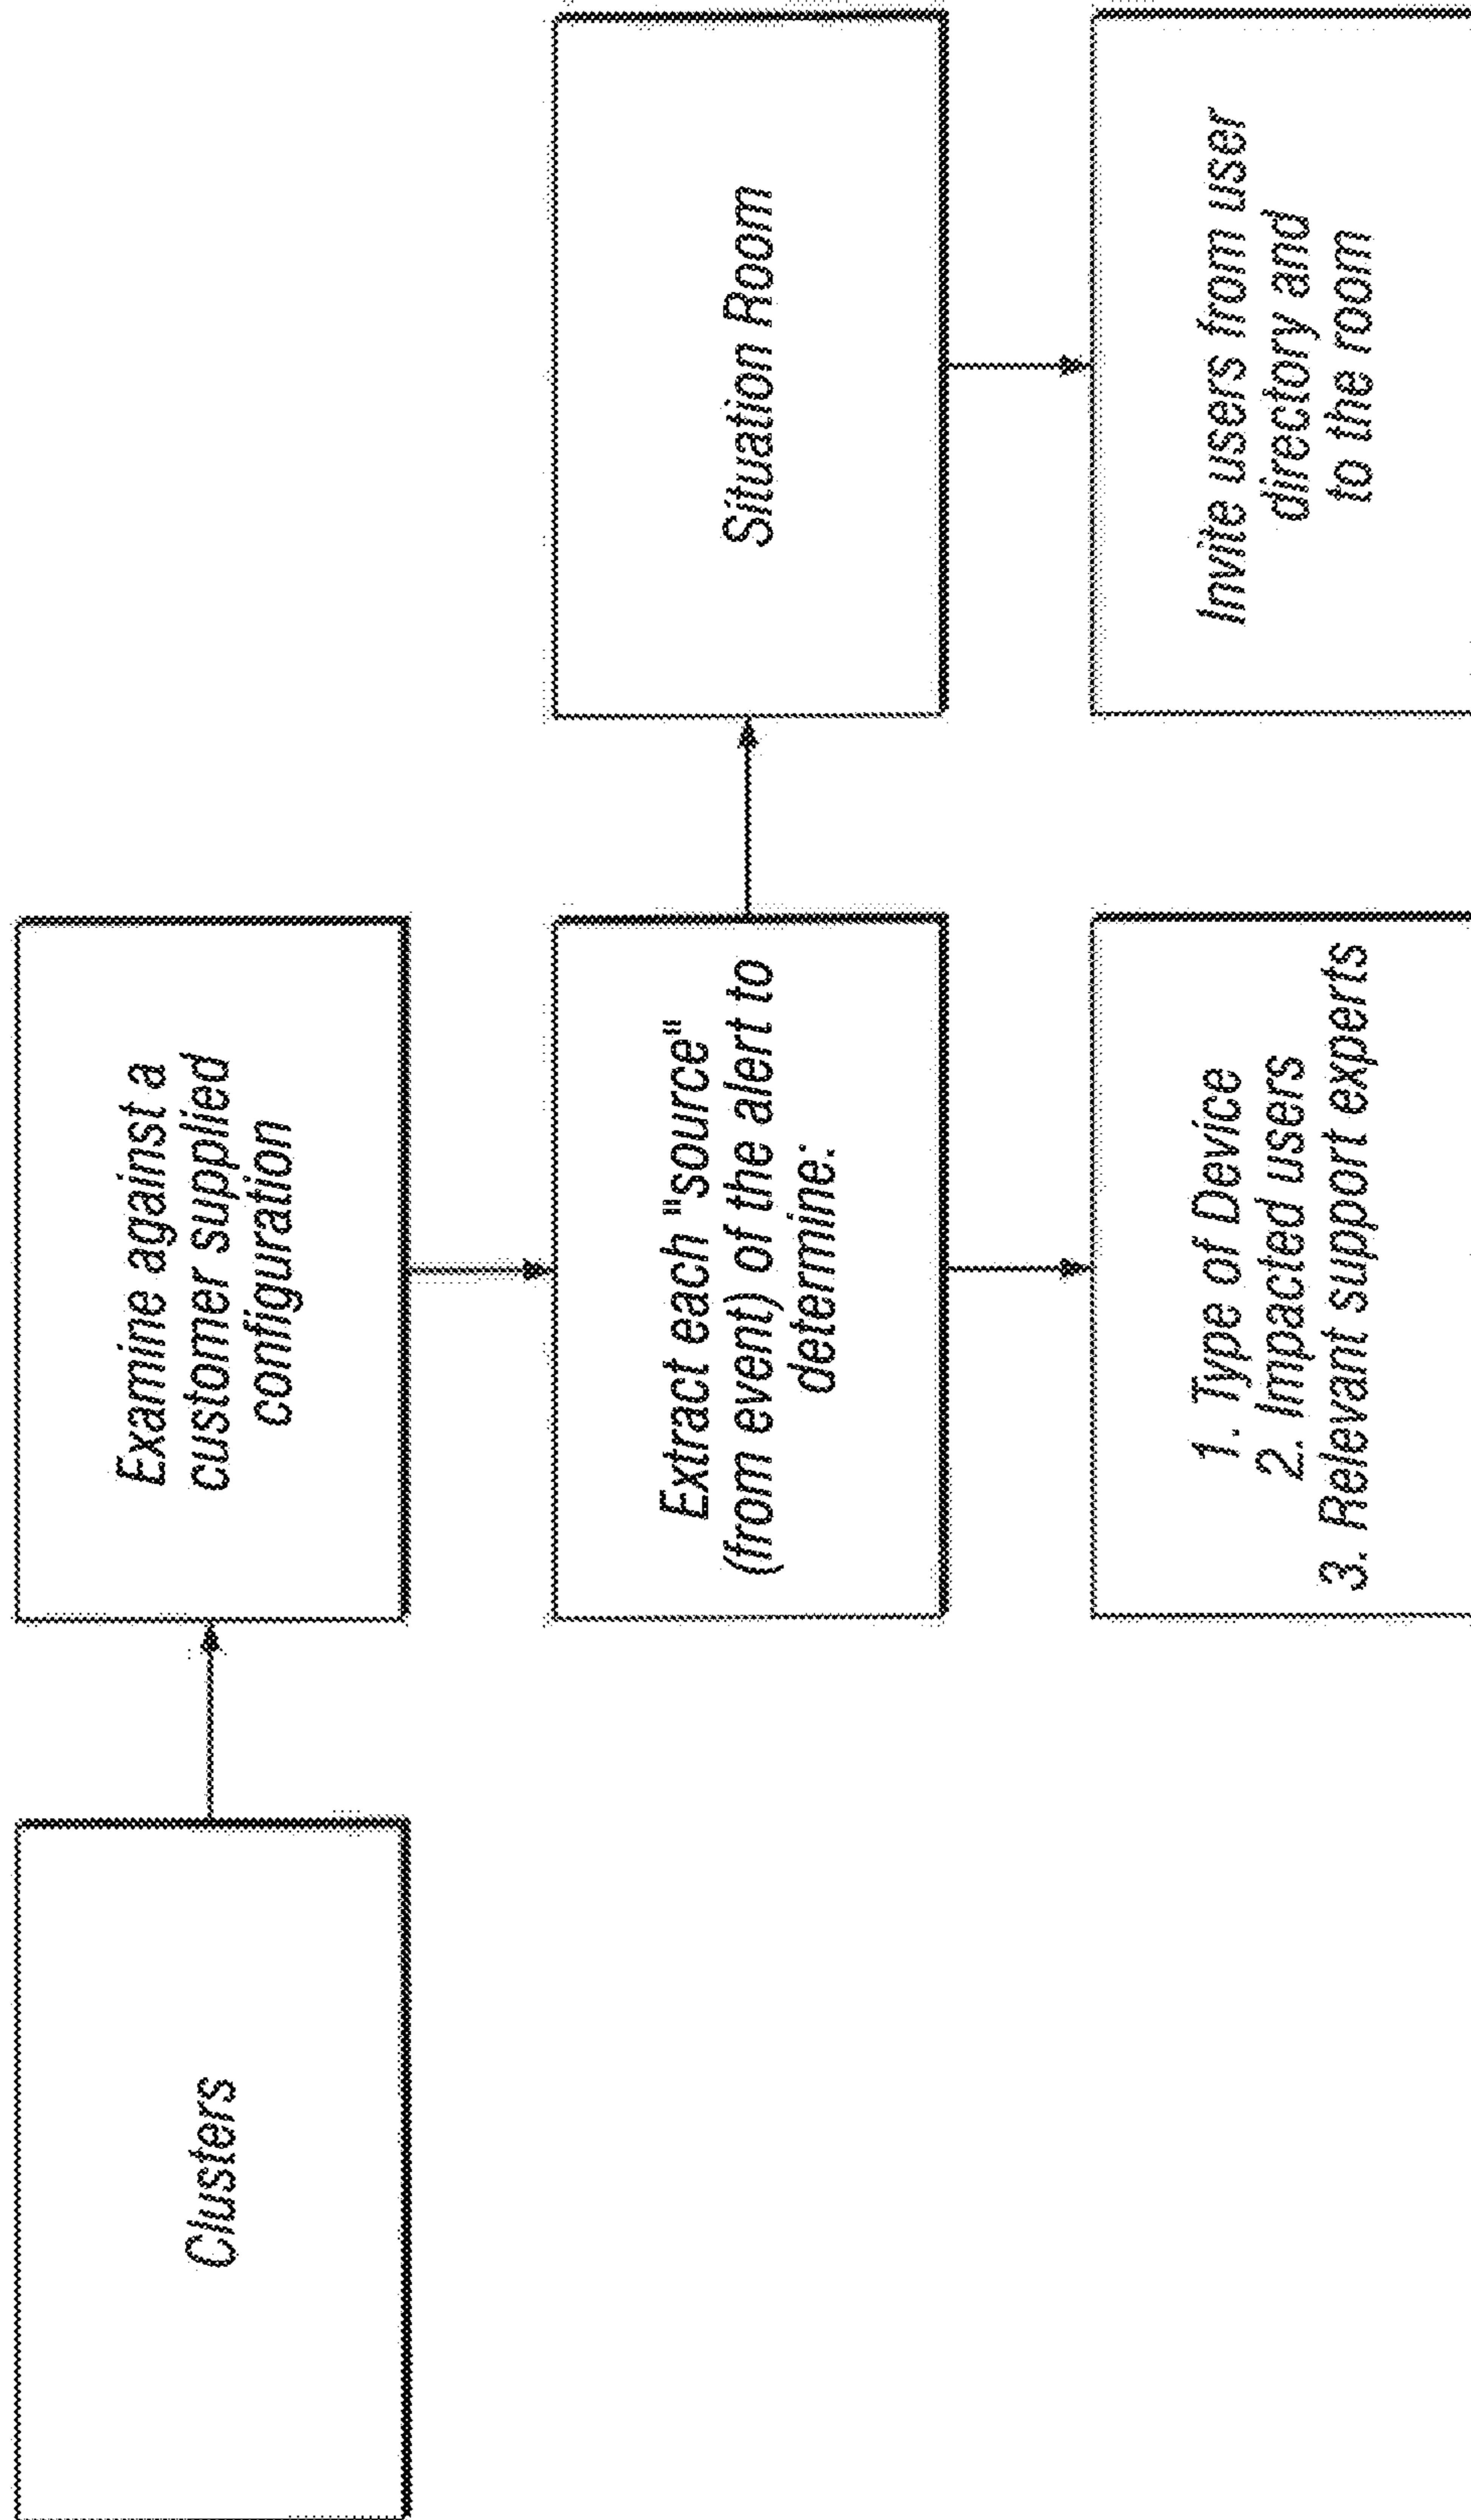 Clusters
Examine against a
customer supplied
configuration
Extract each "source"
(from event) of the alert to
determine:
1. Type of Device
2. Impacted users
3. Relevant support experts
Situation Room
Invite users from user
directory and
to the room